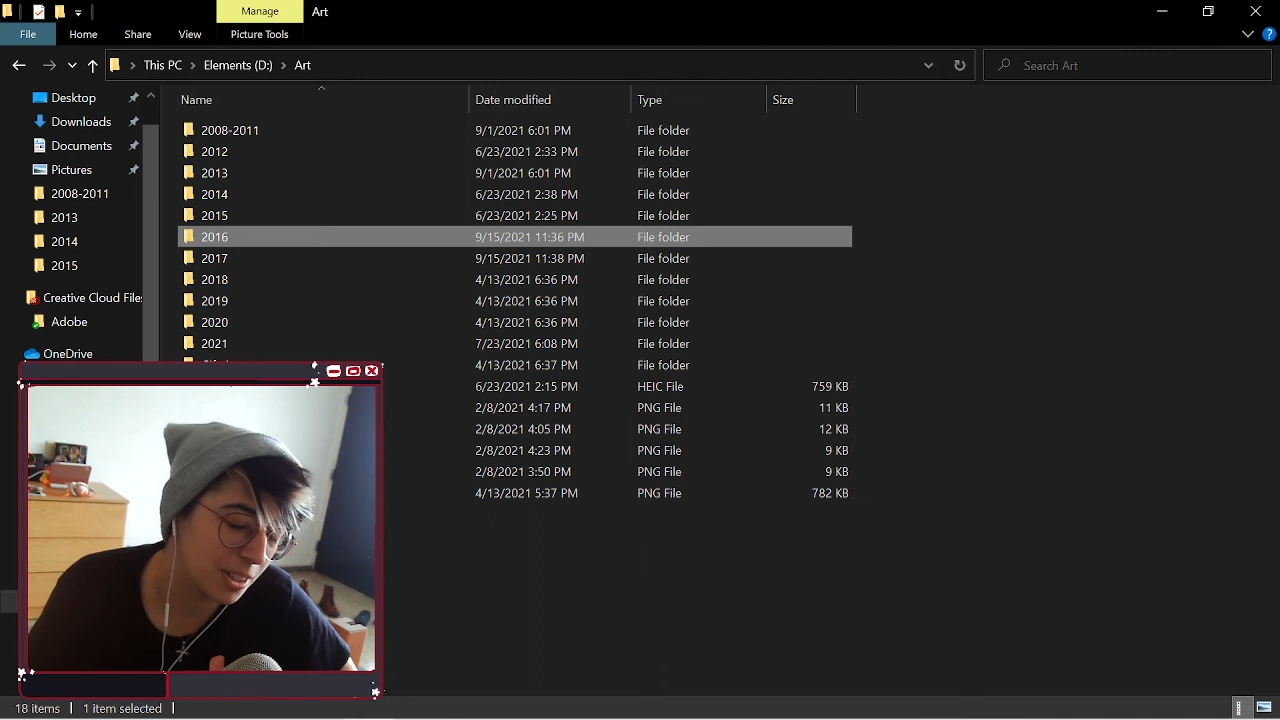 Manage
Art
File
Home
Share
View
Picture Tools
This PC
Elements (D:)
Art
Search Art
Desktop
Downloads
Documents
Pictures
2008-2011
2013
2014
2015
Creative Cloud File
Adobe
OneDrive
Name Date modified Type Size
2008-2011 9/1/2021 6:01 PM File folder
2012 6/23/2021 2:33 PM File folder
2013 9/1/2021 6:01 PM File folder
2014 6/23/2021 2:38 PM File folder
2015 6/23/2021 2:25 PM File folder
2016 9/15/2021 11:36 PM File folder
2017 9/15/2021 11:38 PM File folder
2018 4/13/2021 6:36 PM File folder
2019 4/13/2021 6:36 PM File folder
2020 4/13/2021 6:36 PM File folder
2021 7/23/2021 6:08 PM File folder
4/13/2021 6:37 PM File folder
6/23/2021 2:15 PM HEIC File 759 KB
2/8/2021 4:17 PM PNG File 11 KB
2/8/2021 4:05 PM PNG File 12 KB
2/8/2021 4:23 PM PNG File 9 KB
2/8/2021 3:50 PM PNG File 9 KB
4/13/2021 5:37 PM PNG File 782 KB
18 items
1 item selected